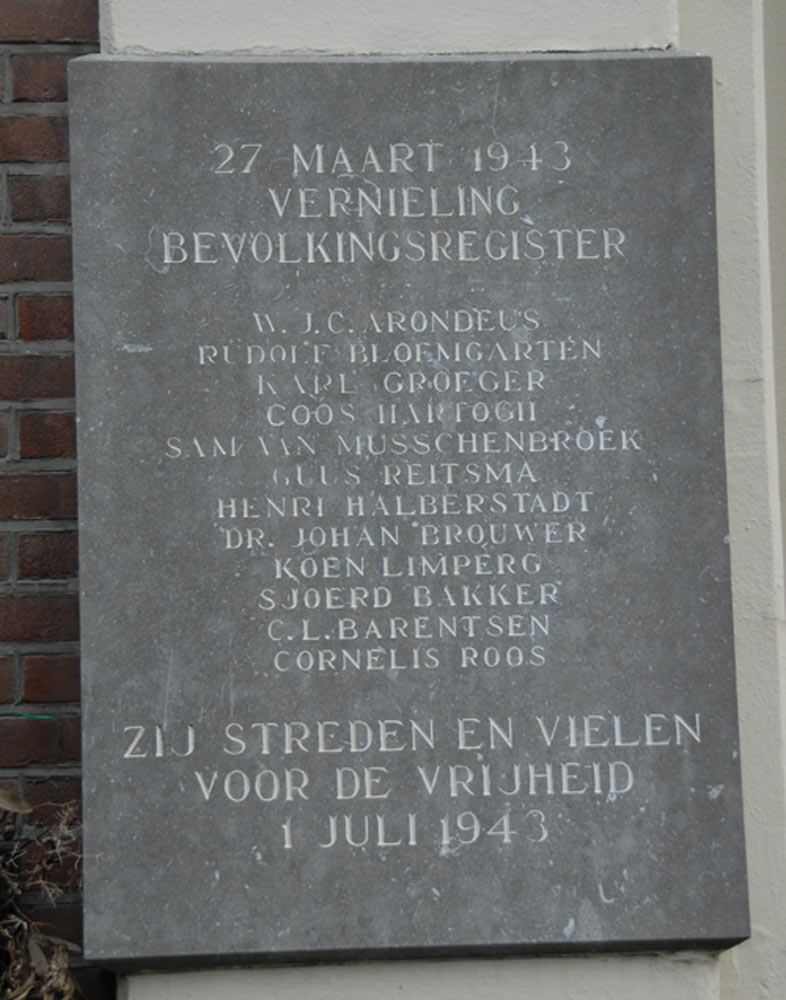 27 MAART 1943
VERNIELING
BEVOLKINGSREGISTER
W. J. C. ARONDEUS
RUDOLF BLOEMGARTEN
KARL GROEGER
COOS HARTOGH
SAM VAN MUSSCHENBROEK
GUUS REITSMA
HENRI HALBERSTADT
DR. JOHAN BROUWER
KOEN LIMPERG
SJOERD BAKKER
C. L. BARENTSEN
CORNELIS ROOS
ZIJ STREDEN EN VIELEN
VOOR DE VRIJHEID
1 JULI 1943